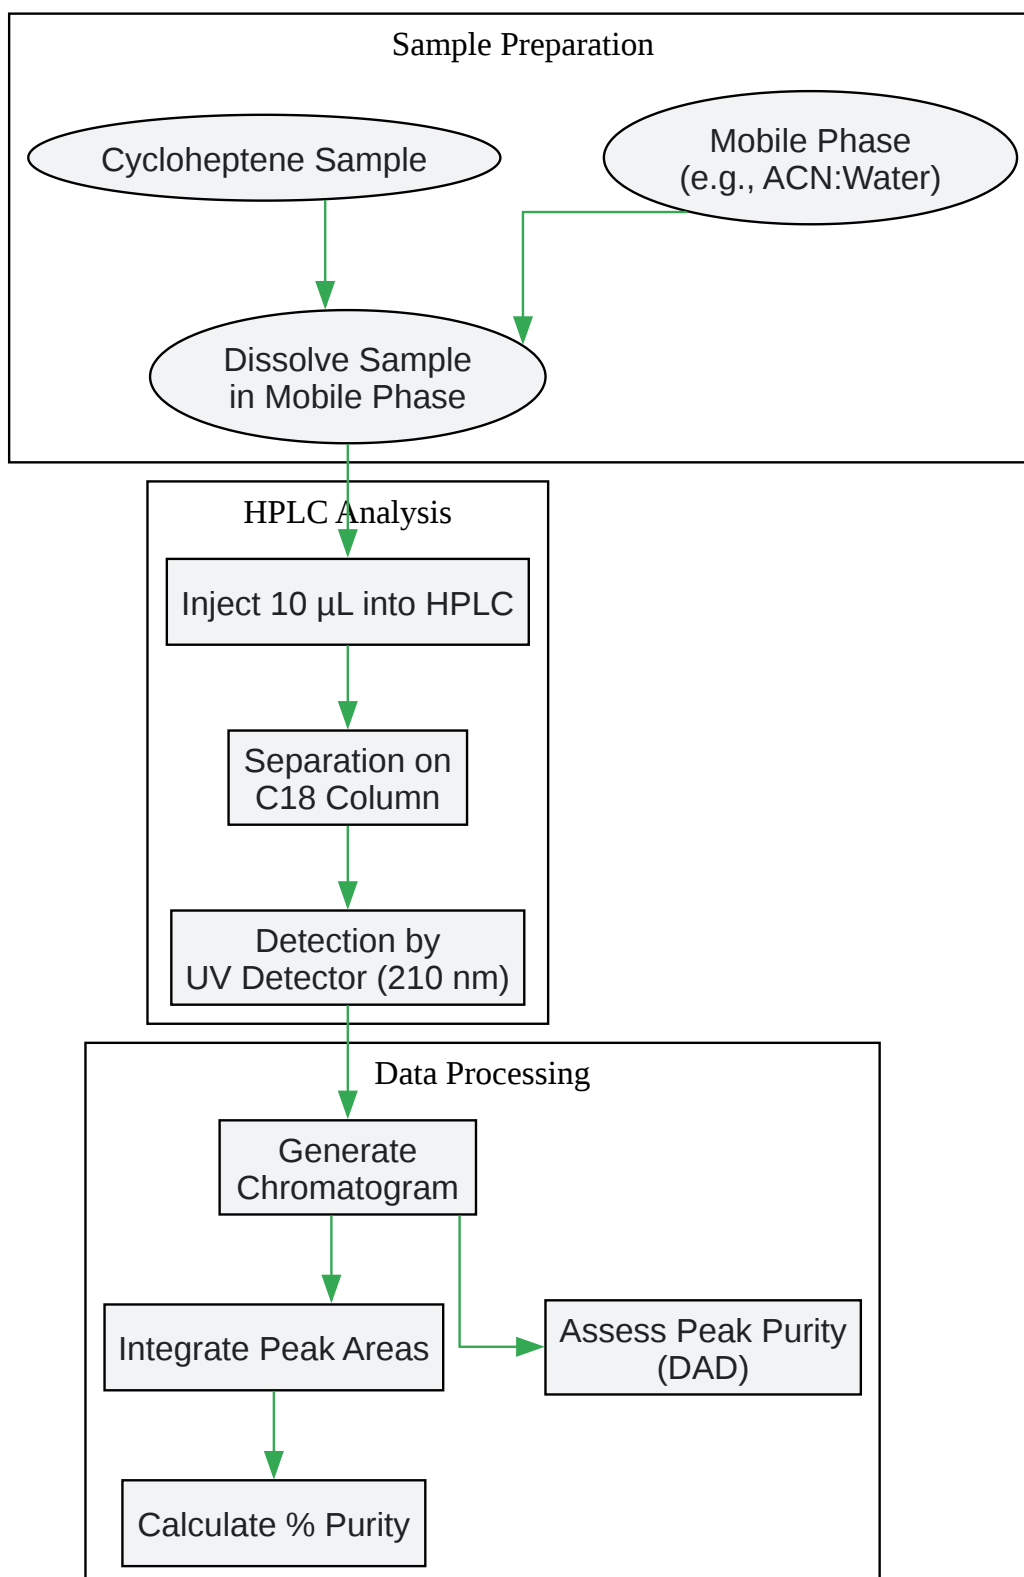 Sample Preparation
Cycloheptene Sample
Mobile Phase
(e.g., ACN:Water)
Dissolve Sample
in Mobile Phase
HPLC Analysis
Inject 10 µL into HPLC
Separation on
C18 Column
Detection by
UV Detector (210 nm)
Data Processing
Generate
Chromatogram
Integrate Peak Areas
Assess Peak Purity
(DAD)
Calculate % Purity